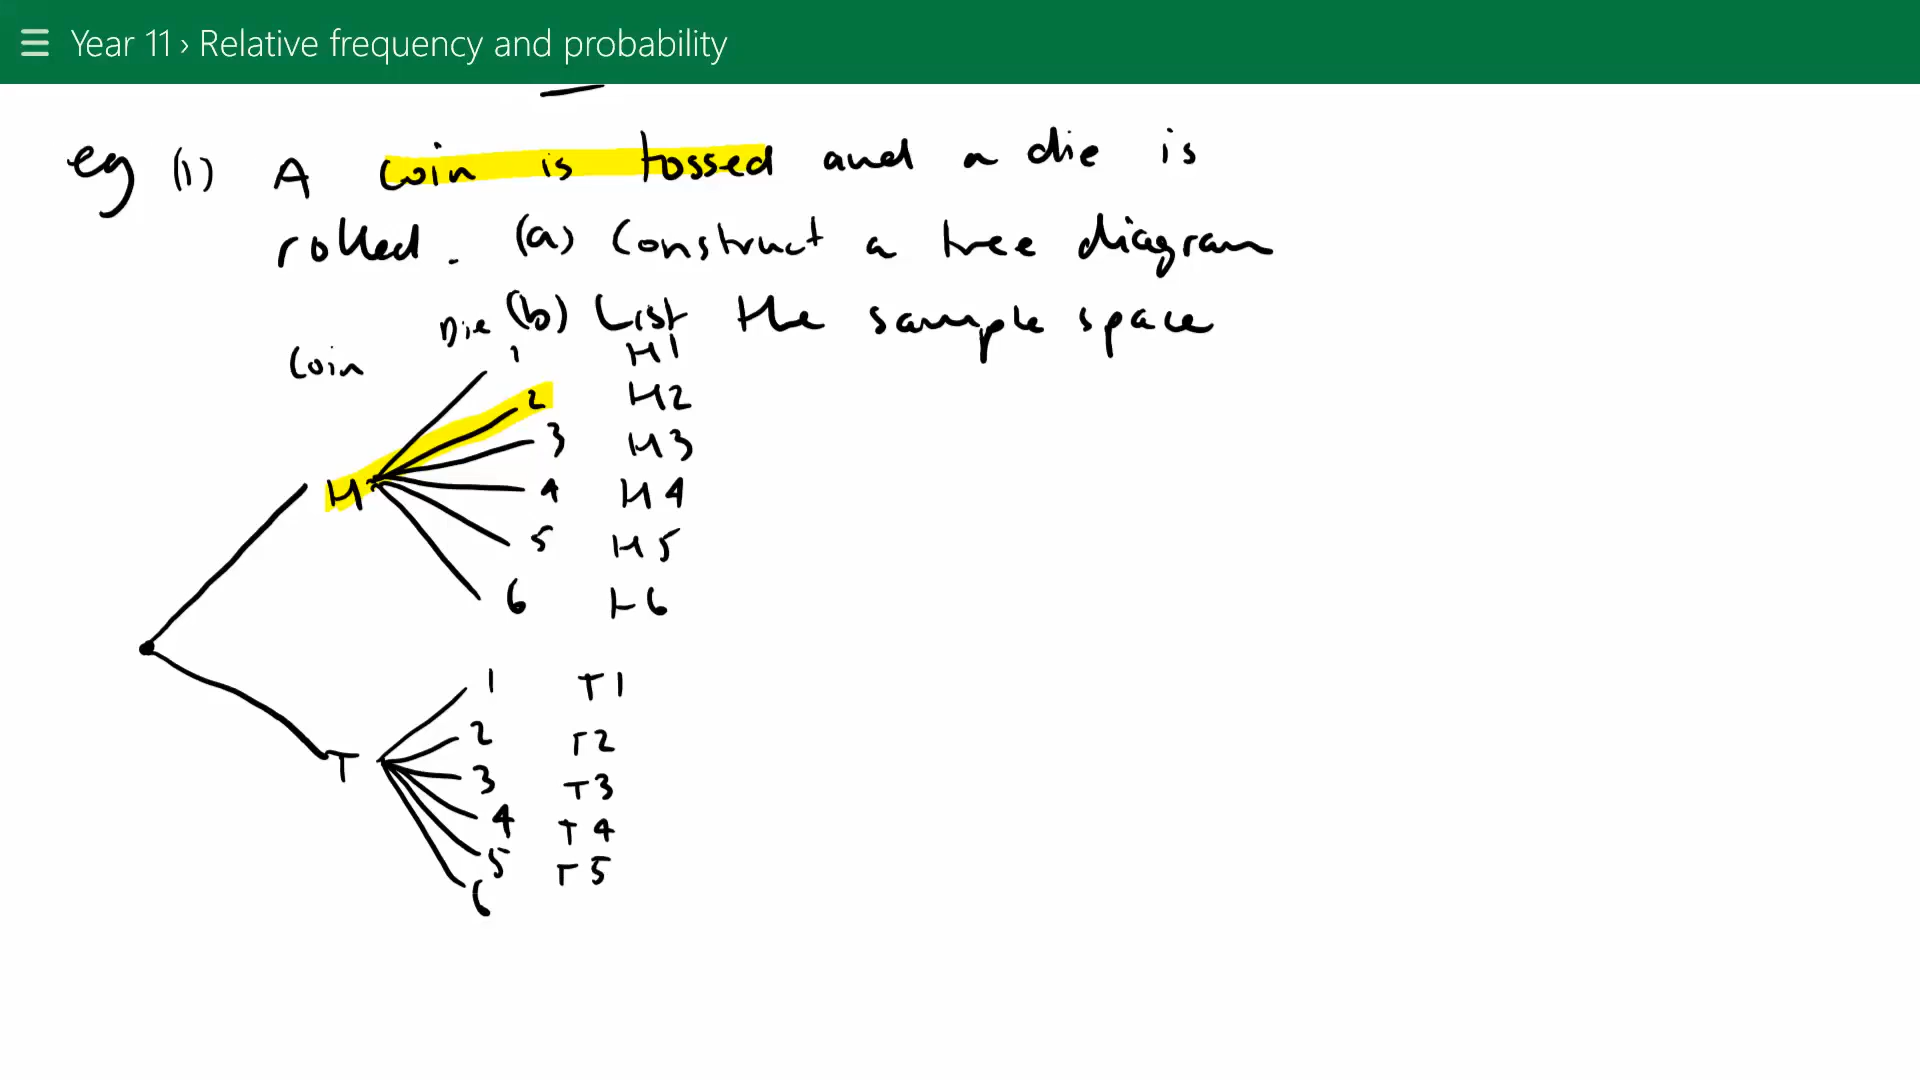 Year 11 › Relative frequency and probability
eg (1) A coin is tossed and a die is
rolled. (a) Construct a tree diagram
(b) List the sample space
Coin Die
1 H1
2 H2
3 H3
H 4 H4
5 H5
6 H6
1 T1
2 T2
T 3 T3
4 T4
5 T5
6